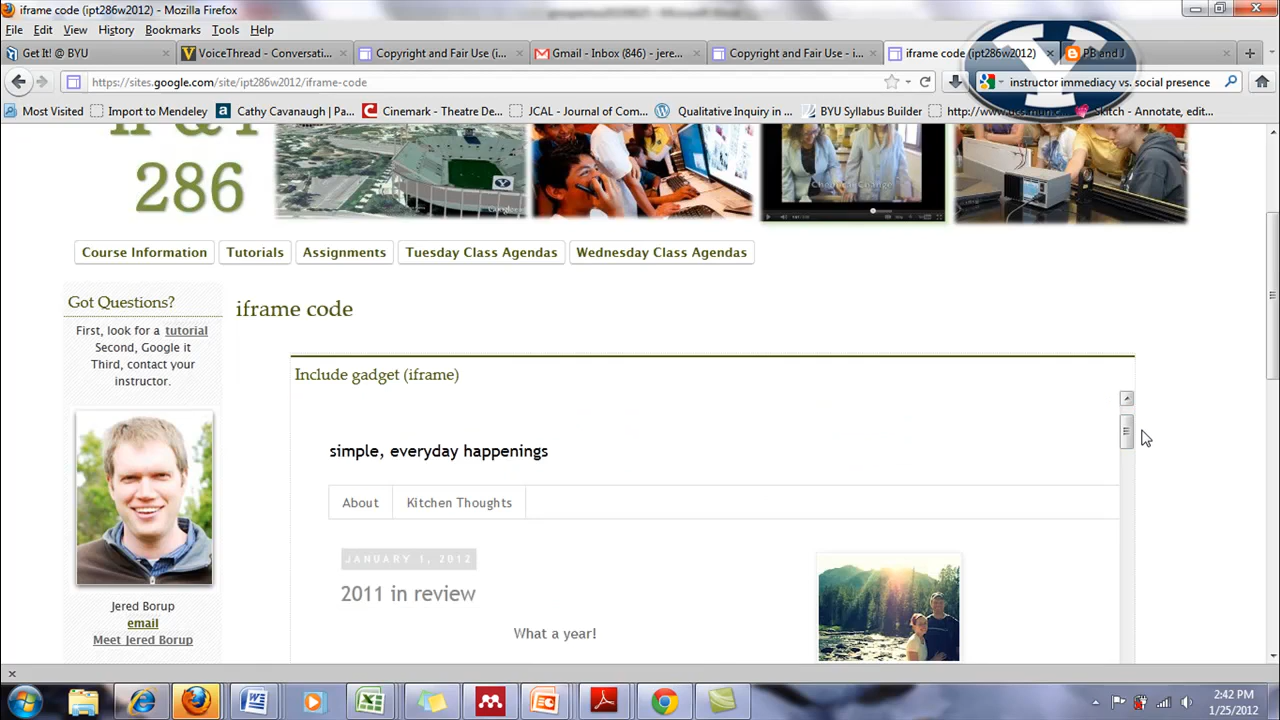 iframe code (ipt286w2012) - Mozilla Firefox
File Edit View History Bookmarks Tools Help
Get It! @ BYU
VoiceThread - Conversati...
Copyright and Fair Use (i...
Gmail - Inbox (846) - jere...
Copyright and Fair Use - i...
iframe code (ipt286w2012)
PB and J
https://sites.google.com/site/ipt286w2012/iframe-code
instructor immediacy vs. social presence
Most Visited
Import to Mendeley
Cathy Cavanaugh, Pa...
Cinemark - Theatre De...
JCAL - Journal of Com...
Qualitative Inquiry in ...
BYU Syllabus Builder
Skitch - Annotate, edit...
286
Course Information
Tutorials
Assignments
Tuesday Class Agendas
Wednesday Class Agendas
Got Questions?
First, look for a tutorial
Second, Google it
Third, contact your
instructor.
Jered Borup
email
Meet Jered Borup
iframe code
Include gadget (iframe)
simple, everyday happenings
About
Kitchen Thoughts
JANUARY 1, 2012
2011 in review
What a year!
2:42 PM
1/25/2012